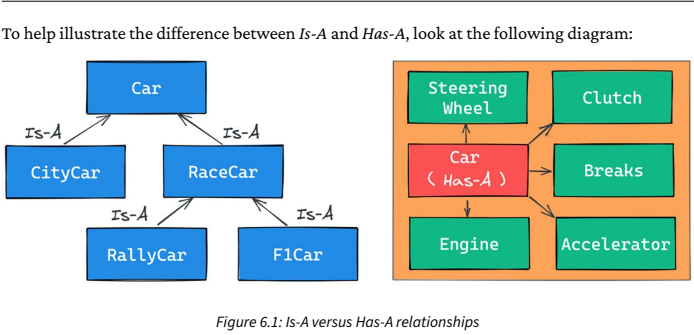 To help illustrate the difference between Is-A and Has-A, look at the following diagram:
Car
Is-A
Is-A
CityCar
RaceCar
Is-A
Is-A
RallyCar
F1Car
Steering
Wheel
Clutch
Car
( Has-A )
Breaks
Engine
Accelerator
Figure 6.1: Is-A versus Has-A relationships